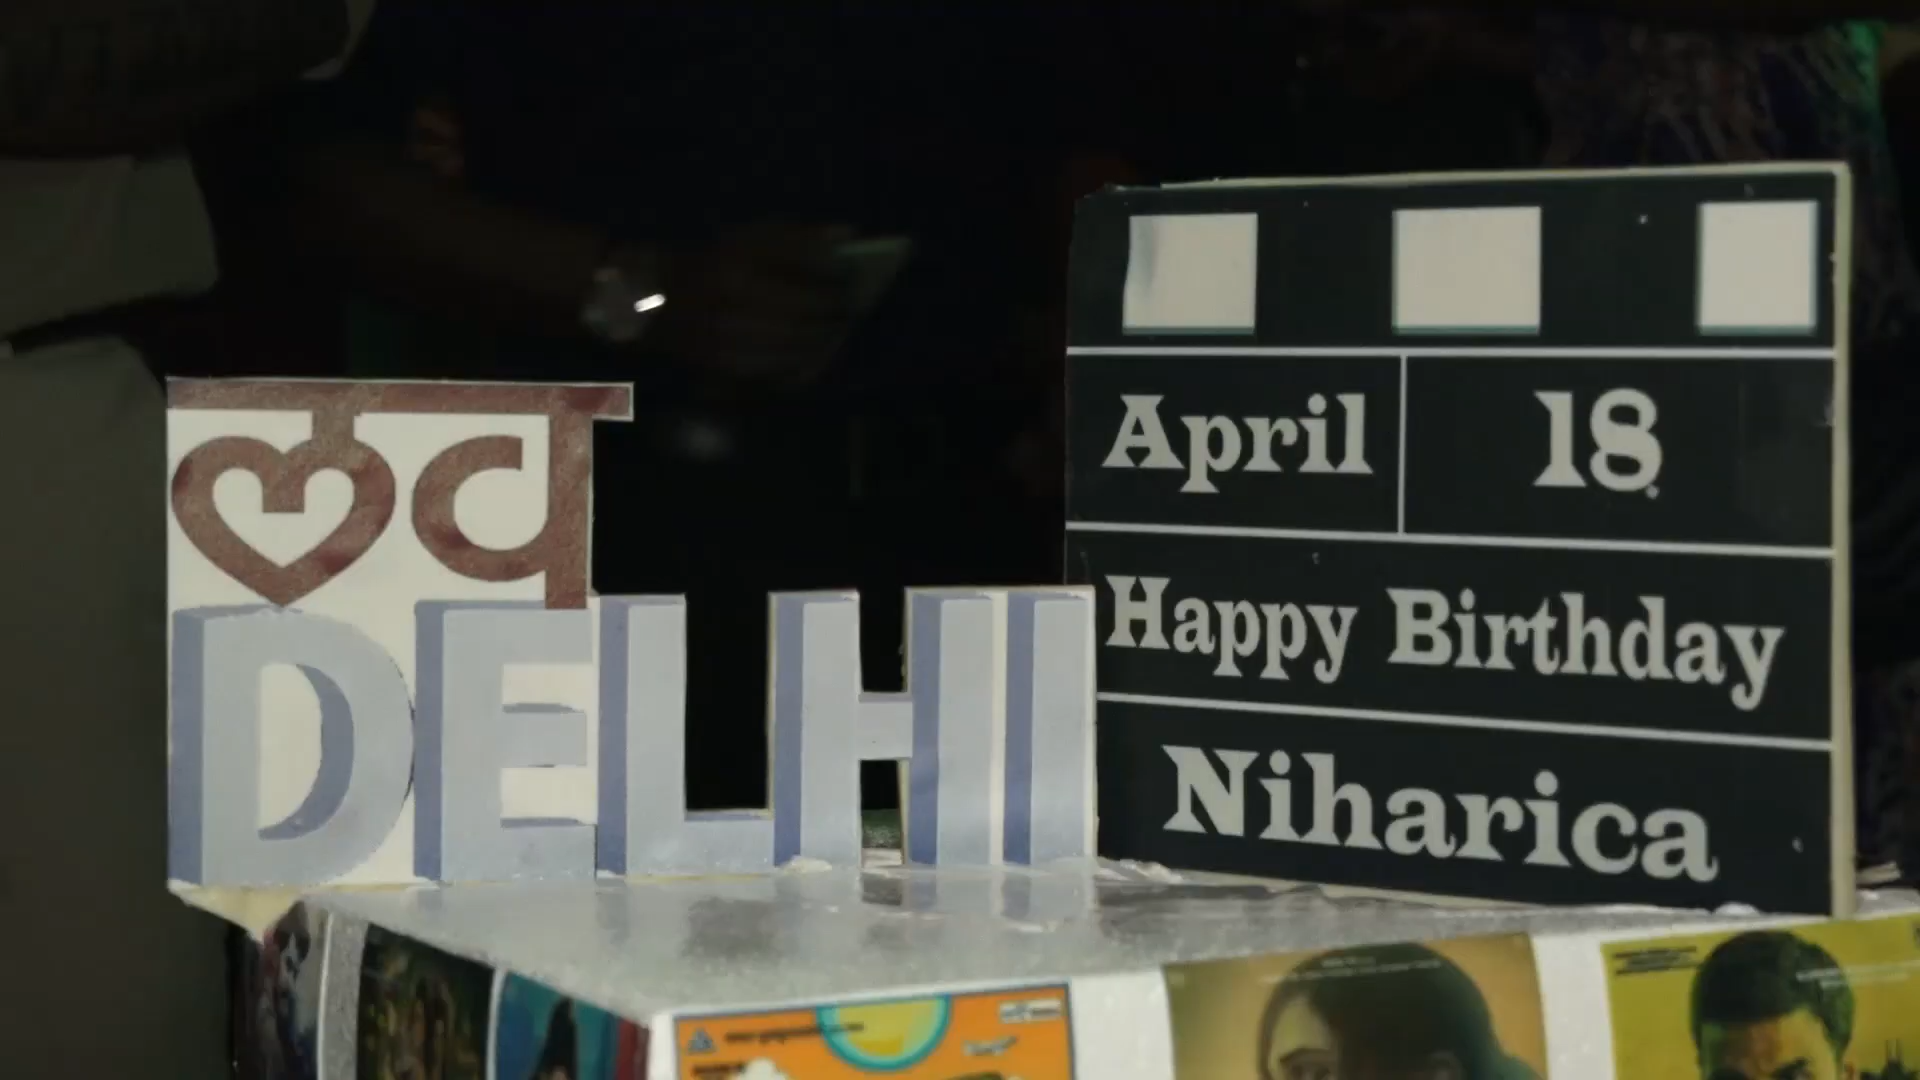 लव
DELHI
April 18
Happy Birthday
Niharica